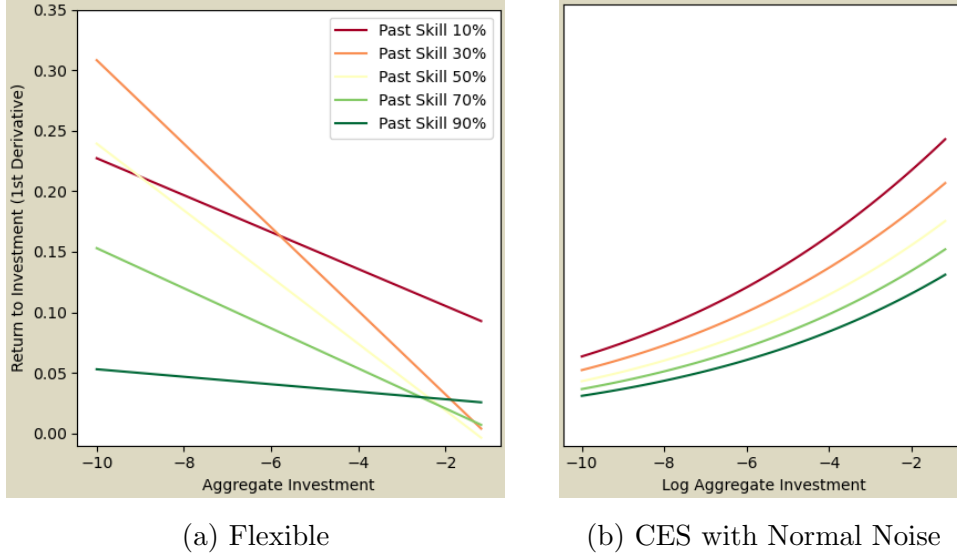 0.35
0.30
0.25
0.20
0.15
0.10
0.05
0.00
Return to Investment (1st Derivative)
Past Skill 10%
Past Skill 30%
Past Skill 50%
Past Skill 70%
Past Skill 90%
−10 −8 −6 −4 −2
Aggregate Investment
−10 −8 −6 −4 −2
Log Aggregate Investment
(a) Flexible
(b) CES with Normal Noise